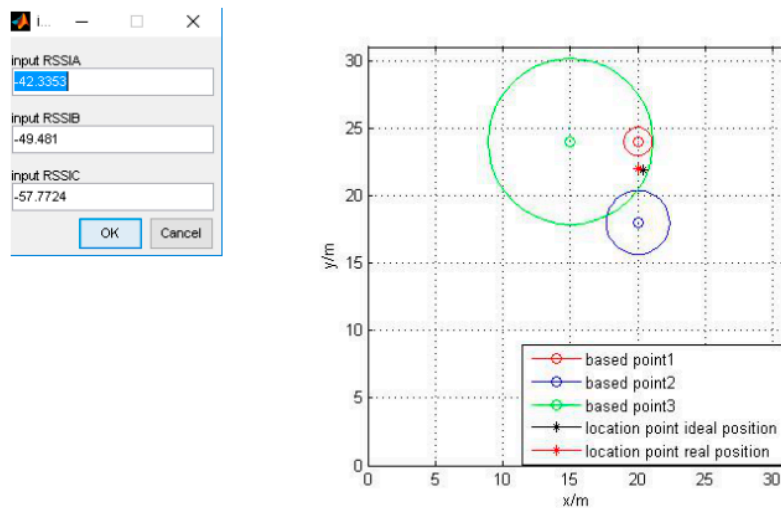 i...
input RSSIA
-42.3353
input RSSIB
-49.481
input RSSIC
-57.7724
OK Cancel
30
25
20
15
10
5
0
y/m
based point1
based point2
based point3
location point ideal position
location point real position
0 5 10 15 20 25 30
x/m